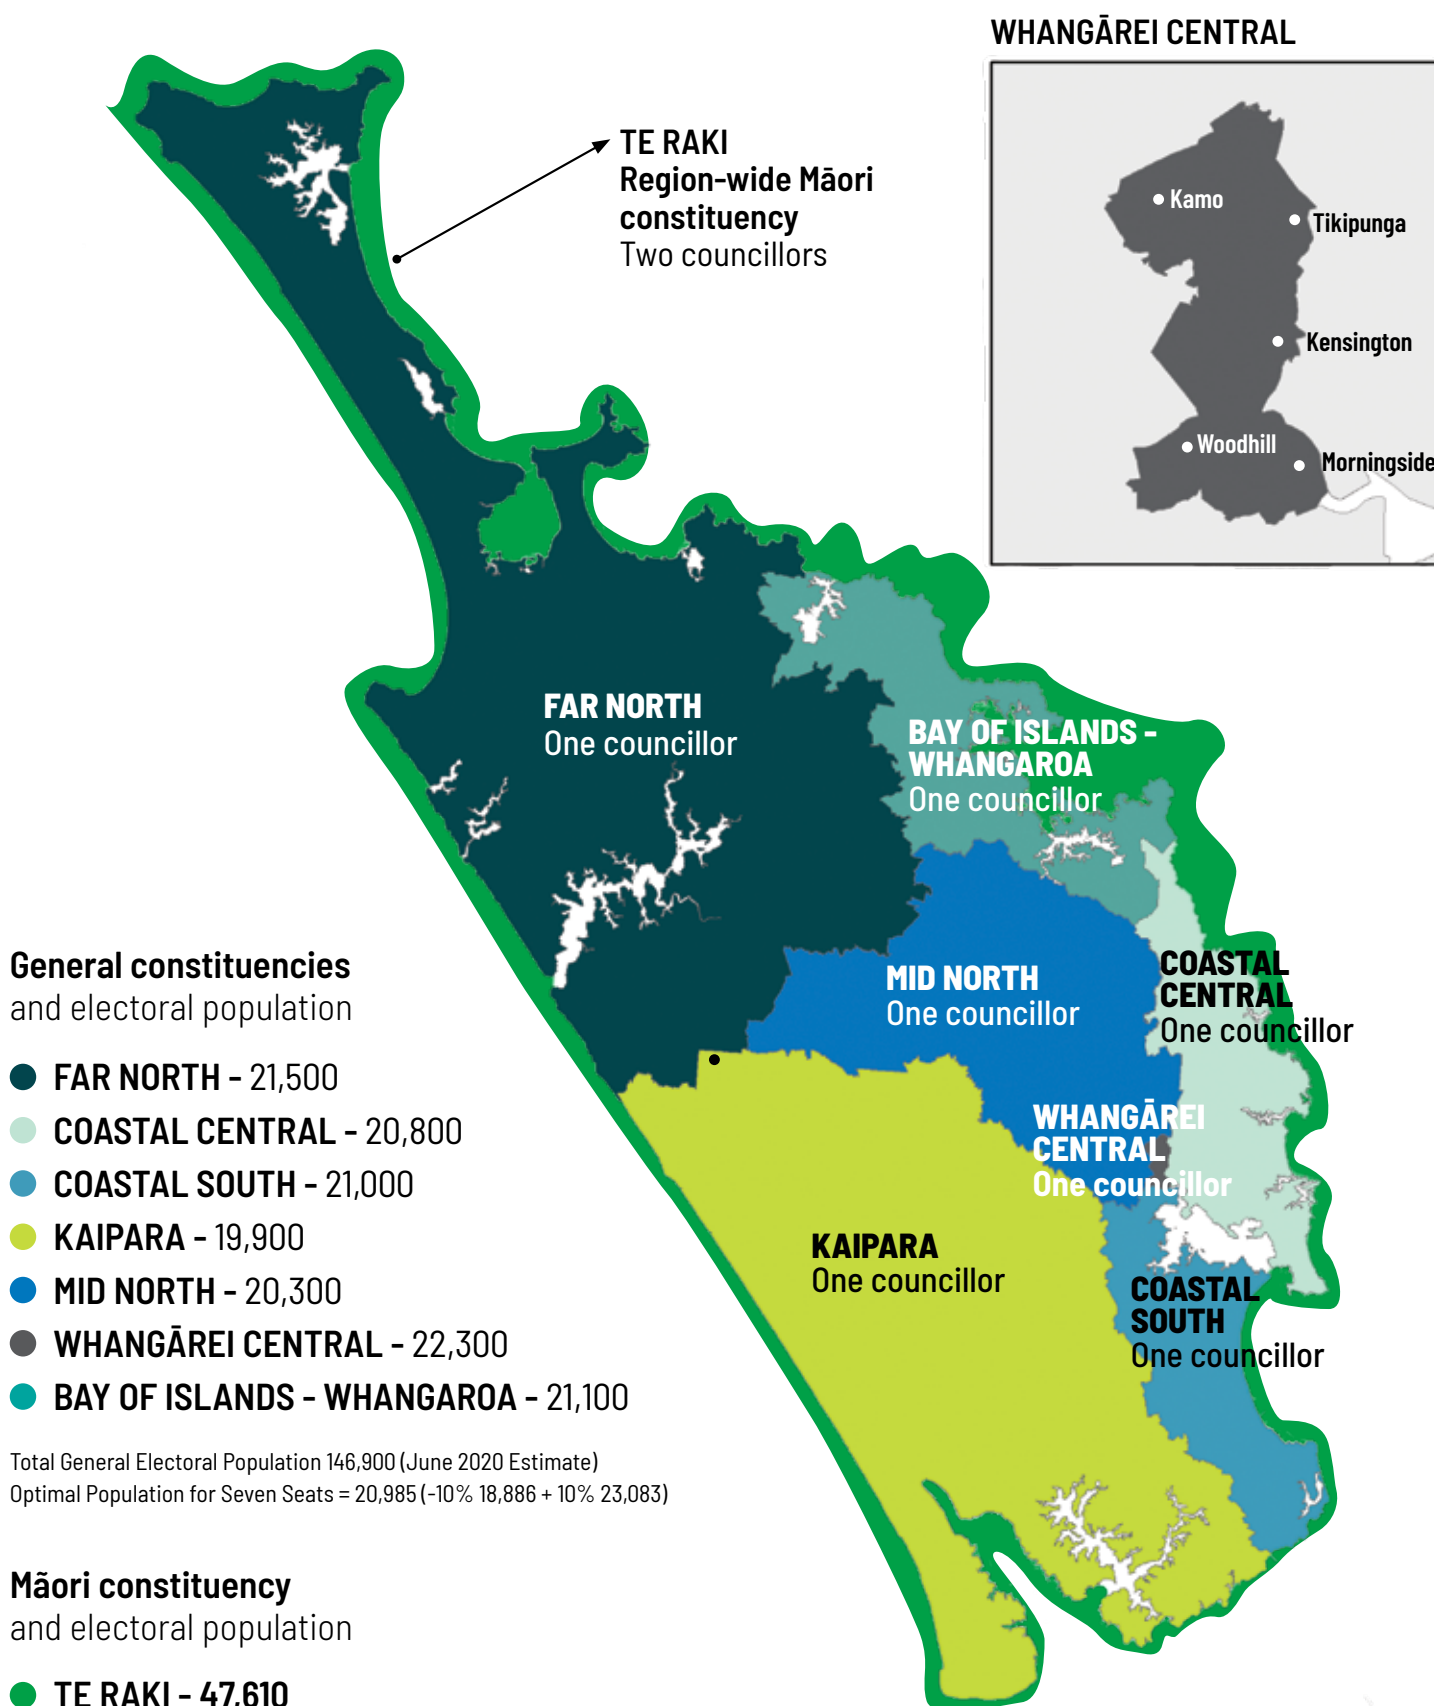 WHANGĀREI CENTRAL
Kamo
Tikipunga
Kensington
Woodhill
Morningside
TE RAKI
Region-wide Māori
constituency
Two councillors
FAR NORTH
One councillor
BAY OF ISLANDS -
WHANGAROA
One councillor
MID NORTH
One councillor
COASTAL
CENTRAL
One councillor
WHANGĀREI
CENTRAL
One councillor
KAIPARA
One councillor
COASTAL
SOUTH
One councillor
General constituencies
and electoral population
FAR NORTH - 21,500
COASTAL CENTRAL - 20,800
COASTAL SOUTH - 21,000
KAIPARA - 19,900
MID NORTH - 20,300
WHANGĀREI CENTRAL - 22,300
BAY OF ISLANDS - WHANGAROA - 21,100
Total General Electoral Population 146,900 (June 2020 Estimate)
Optimal Population for Seven Seats = 20,985 (-10% 18,886 + 10% 23,083)
Māori constituency
and electoral population
TE RAKI - 47,610